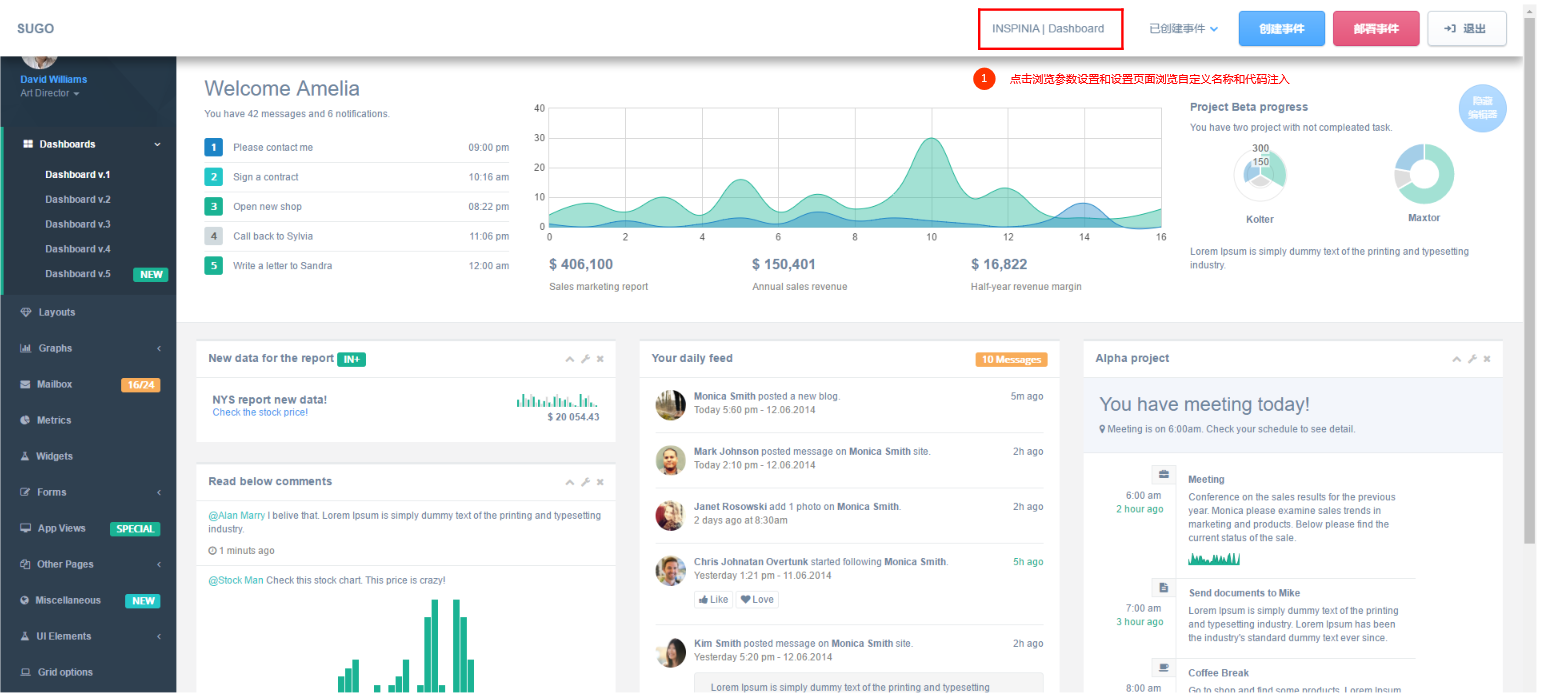 SUGO
INSPINIA | Dashboard
已创建事件
创建事件
部署事件
退出
1
点击浏览参数设置和设置页面浏览自定义名称和代码注入
隐藏
编辑器
David Williams
Art Director
Dashboards
Dashboard v.1
Dashboard v.2
Dashboard v.3
Dashboard v.4
Dashboard v.5
NEW
Layouts
Graphs
Mailbox
16/24
Metrics
Widgets
Forms
App Views
SPECIAL
Other Pages
Miscellaneous
NEW
UI Elements
Grid options
Welcome Amelia
You have 42 messages and 6 notifications.
1 Please contact me 09:00 pm
2 Sign a contract 10:16 am
3 Open new shop 08:22 pm
4 Call back to Sylvia 11:06 pm
5 Write a letter to Sandra 12:00 am
40
30
20
10
0
0 2 4 6 8 10 12 14 16
$ 406,100
Sales marketing report
$ 150,401
Annual sales revenue
$ 16,822
Half-year revenue margin
Project Beta progress
You have two project with not compleated task.
300
150
Kolter
Maxtor
Lorem Ipsum is simply dummy text of the printing and typesetting
industry.
New data for the report IN+
NYS report new data!
Check the stock price!
$ 20 054.43
Read below comments
@Alan Marry I belive that. Lorem Ipsum is simply dummy text of the printing and typesetting
industry.
1 minuts ago
@Stock Man Check this stock chart. This price is crazy!
Your daily feed
10 Messages
Monica Smith posted a new blog. 5m ago
Today 5:60 pm - 12.06.2014
Mark Johnson posted message on Monica Smith site. 2h ago
Today 2:10 pm - 12.06.2014
Janet Rosowski add 1 photo on Monica Smith. 2h ago
2 days ago at 8:30am
Chris Johnatan Overtunk started following Monica Smith. 5h ago
Yesterday 1:21 pm - 11.06.2014
Like Love
Kim Smith posted message on Monica Smith site. 2h ago
Yesterday 5:20 pm - 12.06.2014
Lorem Ipsum is simply dummy text of the printing and typesetting
Alpha project
You have meeting today!
Meeting is on 6:00am. Check your schedule to see detail.
6:00 am
2 hour ago
Meeting
Conference on the sales results for the previous
year. Monica please examine sales trends in
marketing and products. Below please find the
current status of the sale.
7:00 am
3 hour ago
Send documents to Mike
Lorem Ipsum is simply dummy text of the printing
and typesetting industry. Lorem Ipsum has been
the industry's standard dummy text ever since.
8:00 am
Coffee Break
Go to shop and find some products. Lorem Ipsum